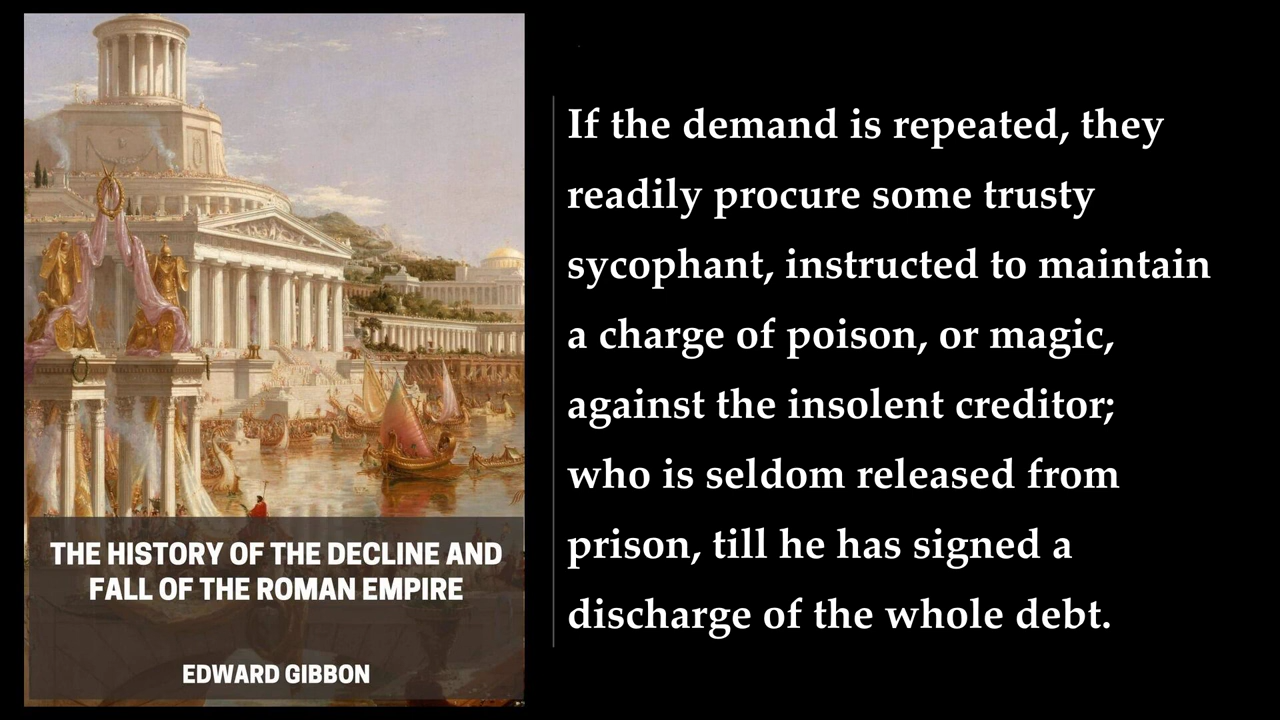 THE HISTORY OF THE DECLINE AND
FALL OF THE ROMAN EMPIRE
EDWARD GIBBON
If the demand is repeated, they
readily procure some trusty
sycophant, instructed to maintain
a charge of poison, or magic,
against the insolent creditor;
who is seldom released from
prison, till he has signed a
discharge of the whole debt.